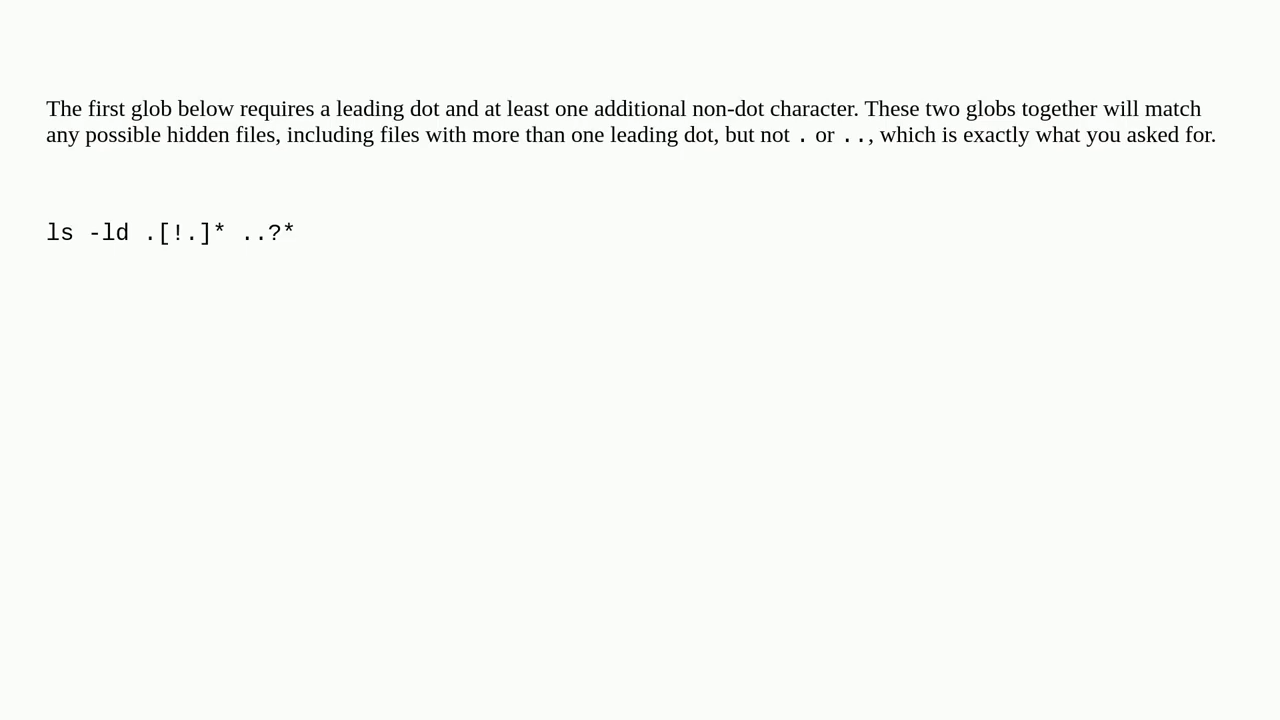 The first glob below requires a leading dot and at least one additional non-dot character. These two globs together will match
any possible hidden files, including files with more than one leading dot, but not . or .., which is exactly what you asked for.
ls -ld .[!.]* ..?*